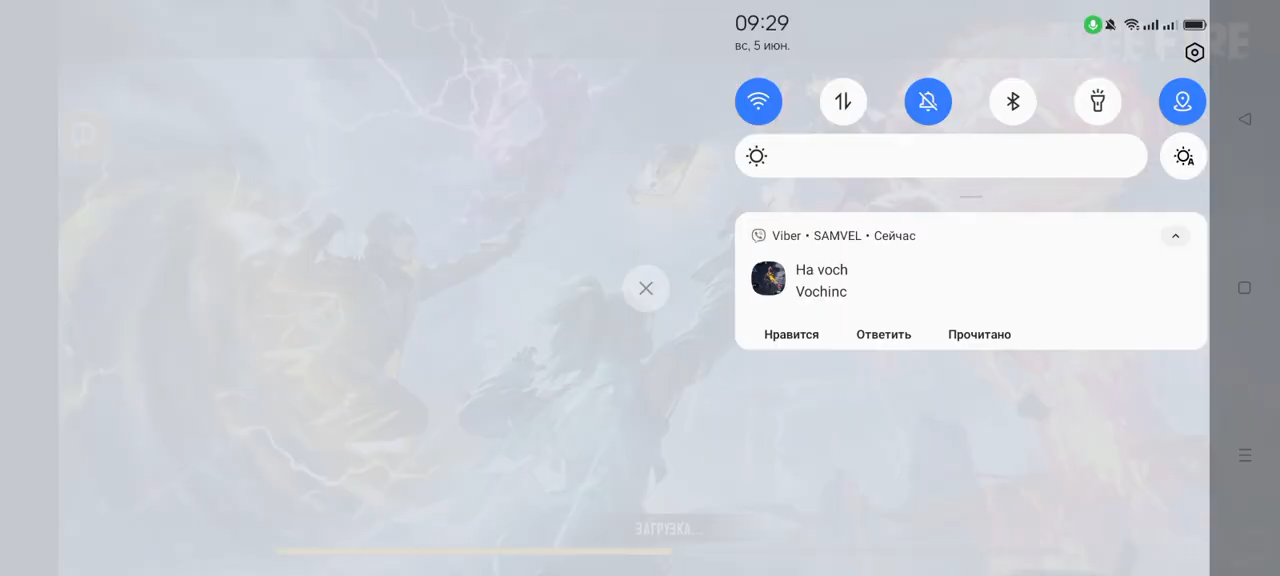 09:29
вс, 5 июн.
Viber • SAMVEL • Сейчас
Ha voch
Vochinc
Нравится Ответить Прочитано
ЗАГРУЗКА...